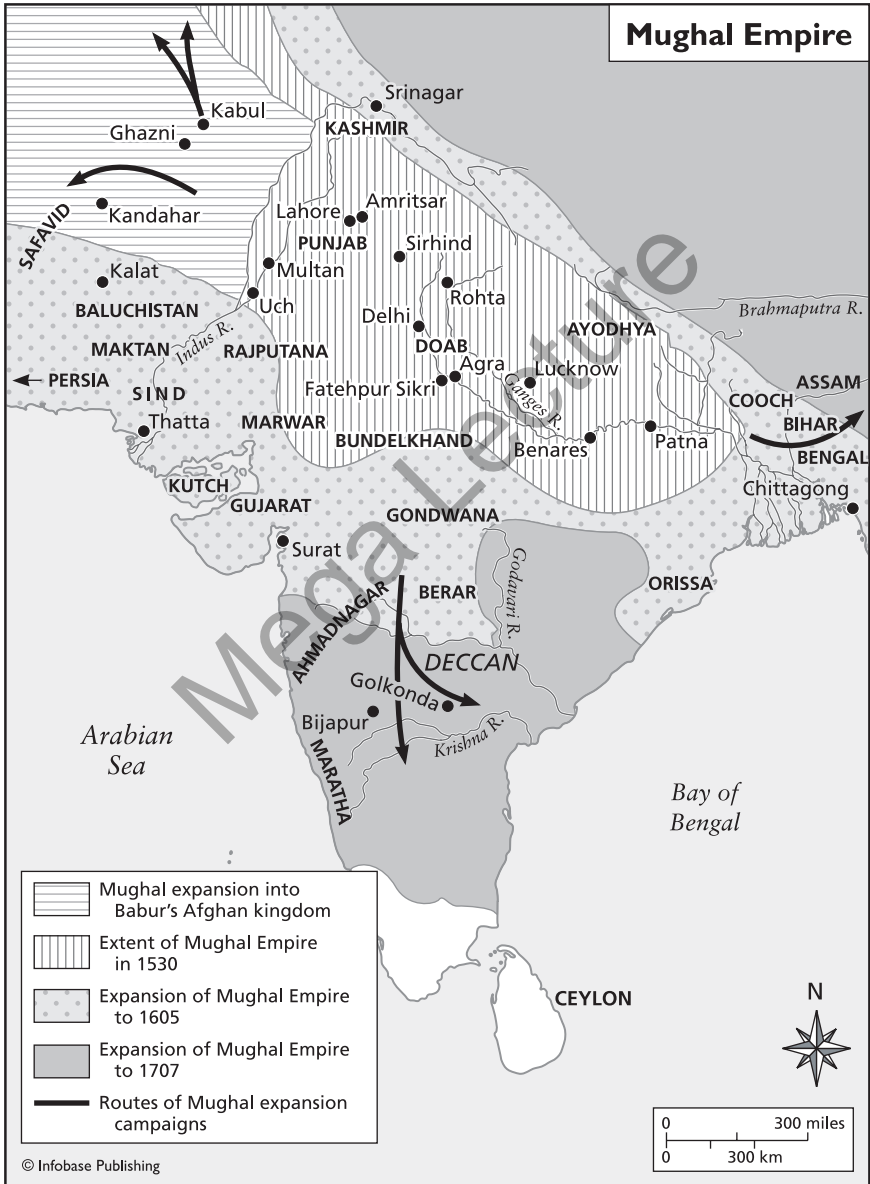 Mughal Empire
Srinagar
Kabul
KASHMIR
Ghazni
Amritsar
Lahore
Kandahar
SAFAVID
PUNJAB
Sirhind
Multan
Kalat
Rohta
Uch
BALUCHISTAN
Brahmaputra R.
Delhi
AYODHYA
Indus R.
DOAB
MAKTAN
RAJPUTANA
Agra
Lucknow
PERSIA
Fatehpur Sikri
ASSAM
SIND
Ganges R.
COOCH
Thatta
MARWAR
BIHAR
BUNDELKHAND
Benares
Patna
BENGAL
KUTCH
Chittagong
GUJARAT
GONDWANA
Surat
Godavari R.
ORISSA
BERAR
AHMADNAGAR
DECCAN
Golkonda
Bijapur
Krishna R.
Arabian
Sea
MARATHA
Bay of
Bengal
Mughal expansion into
Babur's Afghan kingdom
Extent of Mughal Empire
in 1530
Expansion of Mughal Empire
to 1605
Expansion of Mughal Empire
to 1707
Routes of Mughal expansion
campaigns
CEYLON
N
0 300 miles
0 300 km
© Infobase Publishing
Mega Lecture